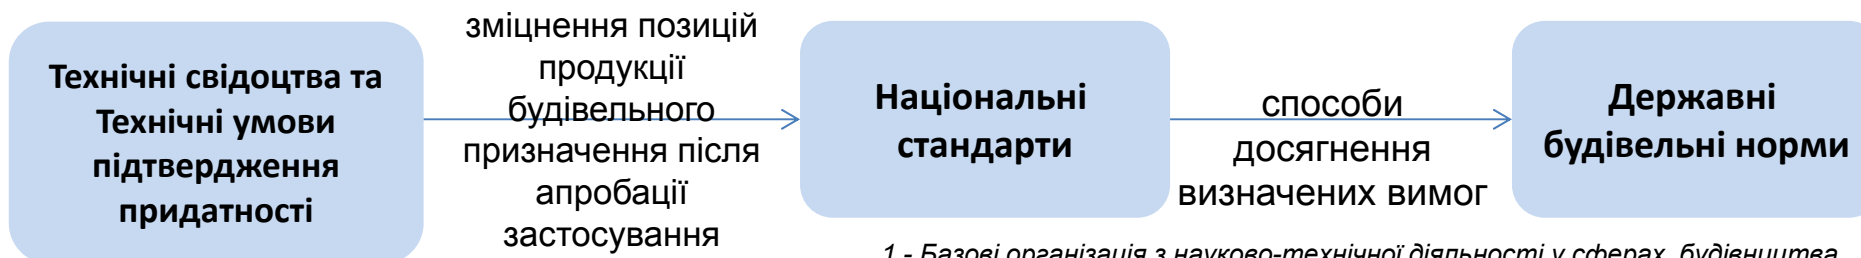 Технічні свідоцтва та
Технічні умови
підтвердження
придатності
зміцнення позицій
продукції
будівельного
призначення після
апробації
застосування
Національні
стандарти
способи
досягнення
визначених вимог
Державні
будівельні норми
1 - Базові організація з науково-технічної діяльності у сферах будівництва